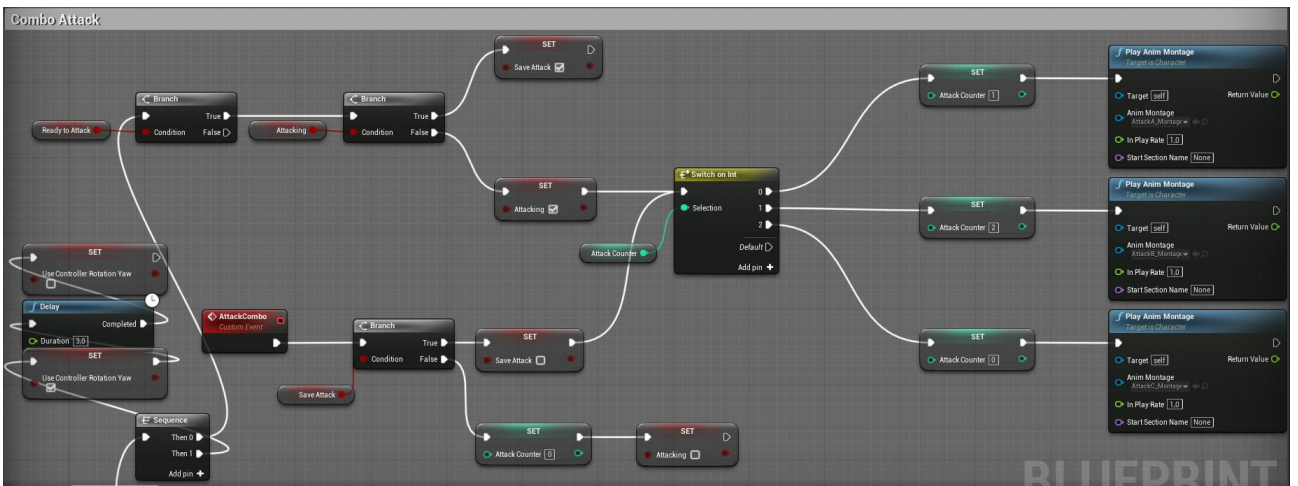 Combo Attack
SET
Save Attack
Branch
True
Condition
False
Ready to Attack
Branch
True
Condition
False
Attacking
SET
Attacking
Switch on Int
0
Selection
1
2
Default
Add pin +
Attack Counter
SET
Attack Counter 1
Play Anim Montage
Target is Character
Target self
Return Value
Anim Montage
AttackA_Montage
In Play Rate 1,0
Start Section Name None
SET
Attack Counter 2
Play Anim Montage
Target is Character
Target self
Return Value
Anim Montage
AttackB_Montage
In Play Rate 1,0
Start Section Name None
SET
Attack Counter 0
Play Anim Montage
Target is Character
Target self
Return Value
Anim Montage
AttackC_Montage
In Play Rate 1,0
Start Section Name None
SET
Use Controller Rotation Yaw
Delay
Completed
Duration 3,0
SET
Use Controller Rotation Yaw
Sequence
Then 0
Then 1
Add pin +
AttackCombo
Custom Event
Branch
True
Condition
False
Save Attack
SET
Save Attack
SET
Attack Counter 0
SET
Attacking
BLUEPRINT